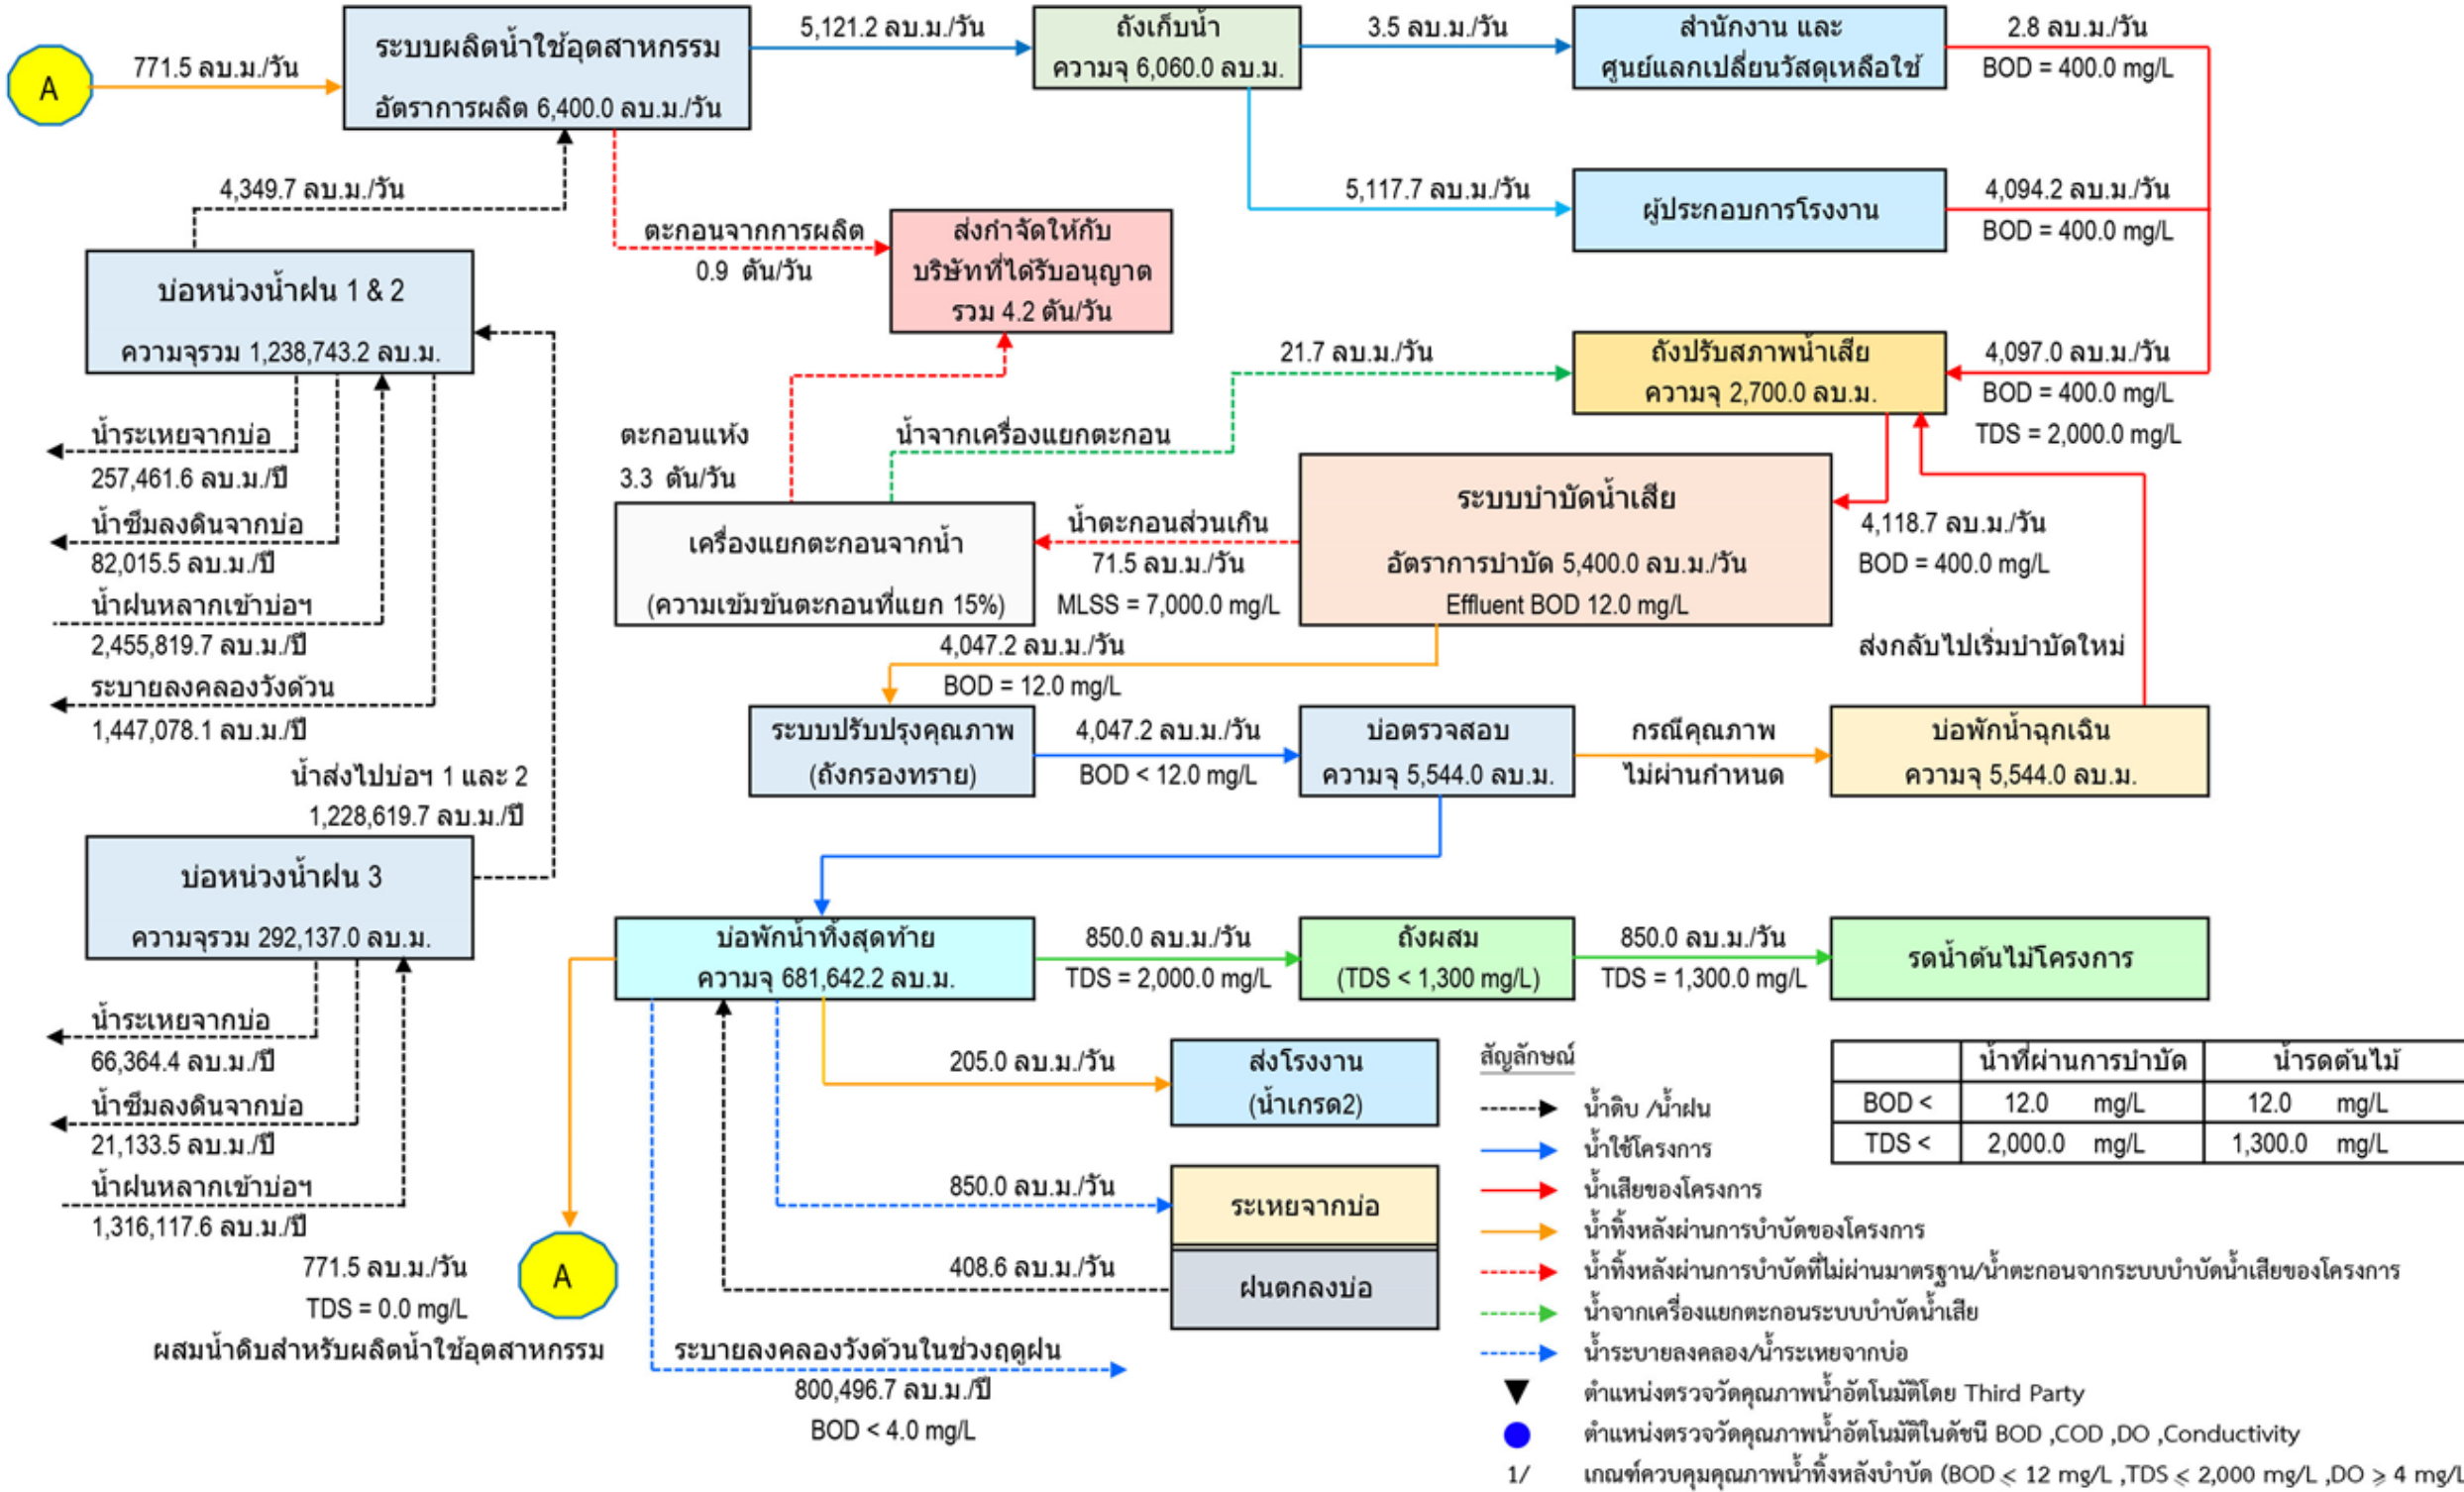 A
771.5 ลบ.ม./วัน
ระบบผลิตน้ำใช้อุตสาหกรรม
อัตราการผลิต 6,400.0 ลบ.ม./วัน
5,121.2 ลบ.ม./วัน
ถังเก็บน้ำ
ความจุ 6,060.0 ลบ.ม.
3.5 ลบ.ม./วัน
สำนักงาน และ
ศูนย์แลกเปลี่ยนวัสดุเหลือใช้
2.8 ลบ.ม./วัน
BOD = 400.0 mg/L
4,349.7 ลบ.ม./วัน
5,117.7 ลบ.ม./วัน
ผู้ประกอบการโรงงาน
4,094.2 ลบ.ม./วัน
BOD = 400.0 mg/L
ตะกอนจากการผลิต
0.9 ตัน/วัน
ส่งกำจัดให้กับ
บริษัทที่ได้รับอนุญาต
รวม 4.2 ตัน/วัน
บ่อหน่วงน้ำฝน 1 & 2
ความจุรวม 1,238,743.2 ลบ.ม.
21.7 ลบ.ม./วัน
ถังปรับสภาพน้ำเสีย
ความจุ 2,700.0 ลบ.ม.
4,097.0 ลบ.ม./วัน
BOD = 400.0 mg/L
TDS = 2,000.0 mg/L
น้ำระเหยจากบ่อ
257,461.6 ลบ.ม./ปี
น้ำซึมลงดินจากบ่อ
82,015.5 ลบ.ม./ปี
น้ำฝนหลากเข้าบ่อฯ
2,455,819.7 ลบ.ม./ปี
ระบายลงคลองวังด้วน
1,447,078.1 ลบ.ม./ปี
ตะกอนแห้ง
3.3 ตัน/วัน
น้ำจากเครื่องแยกตะกอน
เครื่องแยกตะกอนจากน้ำ
(ความเข้มข้นตะกอนที่แยก 15%)
น้ำตะกอนส่วนเกิน
71.5 ลบ.ม./วัน
MLSS = 7,000.0 mg/L
ระบบบำบัดน้ำเสีย
อัตราการบำบัด 5,400.0 ลบ.ม./วัน
Effluent BOD 12.0 mg/L
4,118.7 ลบ.ม./วัน
BOD = 400.0 mg/L
ส่งกลับไปเริ่มบำบัดใหม่
4,047.2 ลบ.ม./วัน
BOD = 12.0 mg/L
ระบบปรับปรุงคุณภาพ
(ถังกรองทราย)
4,047.2 ลบ.ม./วัน
BOD < 12.0 mg/L
บ่อตรวจสอบ
ความจุ 5,544.0 ลบ.ม.
กรณีคุณภาพ
ไม่ผ่านกำหนด
บ่อพักน้ำฉุกเฉิน
ความจุ 5,544.0 ลบ.ม.
น้ำส่งไปบ่อฯ 1 และ 2
1,228,619.7 ลบ.ม./ปี
บ่อหน่วงน้ำฝน 3
ความจุรวม 292,137.0 ลบ.ม.
น้ำระเหยจากบ่อ
66,364.4 ลบ.ม./ปี
น้ำซึมลงดินจากบ่อ
21,133.5 ลบ.ม./ปี
น้ำฝนหลากเข้าบ่อฯ
1,316,117.6 ลบ.ม./ปี
บ่อพักน้ำทิ้งสุดท้าย
ความจุ 681,642.2 ลบ.ม.
850.0 ลบ.ม./วัน
TDS = 2,000.0 mg/L
ถังผสม
(TDS < 1,300 mg/L)
850.0 ลบ.ม./วัน
TDS = 1,300.0 mg/L
รดน้ำต้นไม้โครงการ
205.0 ลบ.ม./วัน
ส่งโรงงาน
(น้ำเกรด2)
850.0 ลบ.ม./วัน
ระเหยจากบ่อ
408.6 ลบ.ม./วัน
ฝนตกลงบ่อ
771.5 ลบ.ม./วัน
TDS = 0.0 mg/L
ผสมน้ำดิบสำหรับผลิตน้ำใช้อุตสาหกรรม
A
ระบายลงคลองวังด้วนในช่วงฤดูฝน
800,496.7 ลบ.ม./ปี
BOD < 4.0 mg/L
สัญลักษณ์
น้ำดิบ /น้ำฝน
น้ำใช้โครงการ
น้ำเสียของโครงการ
น้ำทิ้งหลังผ่านการบำบัดของโครงการ
น้ำทิ้งหลังผ่านการบำบัดที่ไม่ผ่านมาตรฐาน/น้ำตะกอนจากระบบบำบัดน้ำเสียของโครงการ
น้ำจากเครื่องแยกตะกอนระบบบำบัดน้ำเสีย
น้ำระบายลงคลอง/น้ำระเหยจากบ่อ
ตำแหน่งตรวจวัดคุณภาพน้ำอัตโนมัติโดย Third Party
ตำแหน่งตรวจวัดคุณภาพน้ำอัตโนมัติในดัชนี BOD ,COD ,DO ,Conductivity
1/ เกณฑ์ควบคุมคุณภาพน้ำทิ้งหลังบำบัด (BOD ≤ 12 mg/L ,TDS ≤ 2,000 mg/L ,DO ≥ 4 mg/L
น้ำที่ผ่านการบำบัด น้ำรดต้นไม้
BOD < 12.0 mg/L 12.0 mg/L
TDS < 2,000.0 mg/L 1,300.0 mg/L